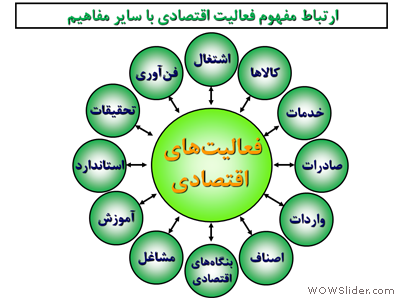 ارتباط مفهوم فعالیت اقتصادی با سایر مفاهیم
اشتغال
کالاها
خدمات
صادرات
واردات
اصناف
بنگاه‌های
اقتصادی
مشاغل
آموزش
استاندارد
تحقیقات
فن‌آوری
فعالیت‌های
اقتصادی
WOWSlider.com